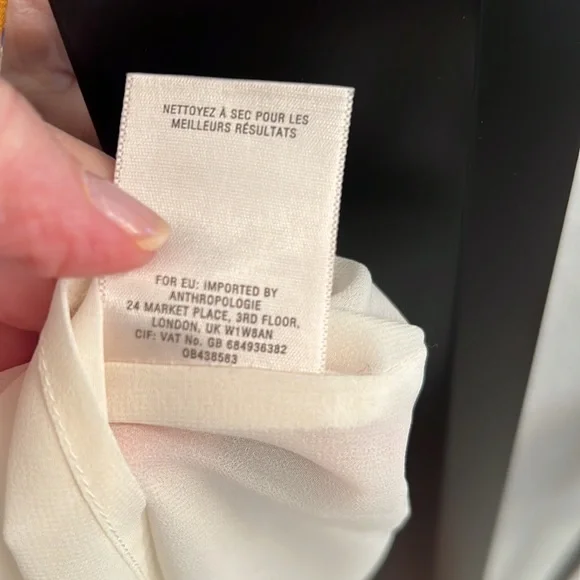 NETTOYEZ À SEC POUR LES
MEILLEURS RÉSULTATS
FOR EU: IMPORTED BY
ANTHROPOLOGIE
24 MARKET PLACE, 3RD FLOOR,
LONDON, UK W1W8AN
CIF: VAT No. GB 684936382
OB438583